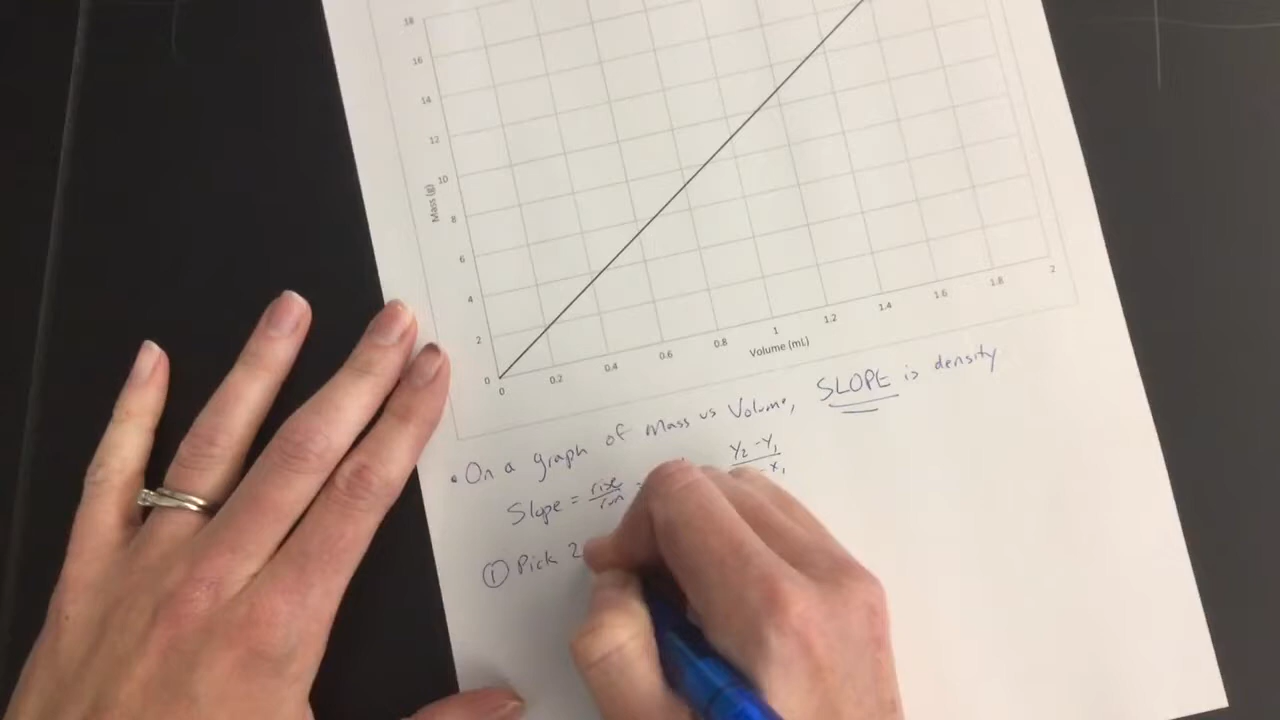 18
16
14
12
10
8
6
4
2
0
Mass (g)
0 0.2 0.4 0.6 0.8 1 1.2 1.4 1.6 1.8 2
Volume (mL)
• On a graph of Mass vs Volume, SLOPE is density
Slope = rise/run = Y2 - Y1 / - X1
① Pick 2